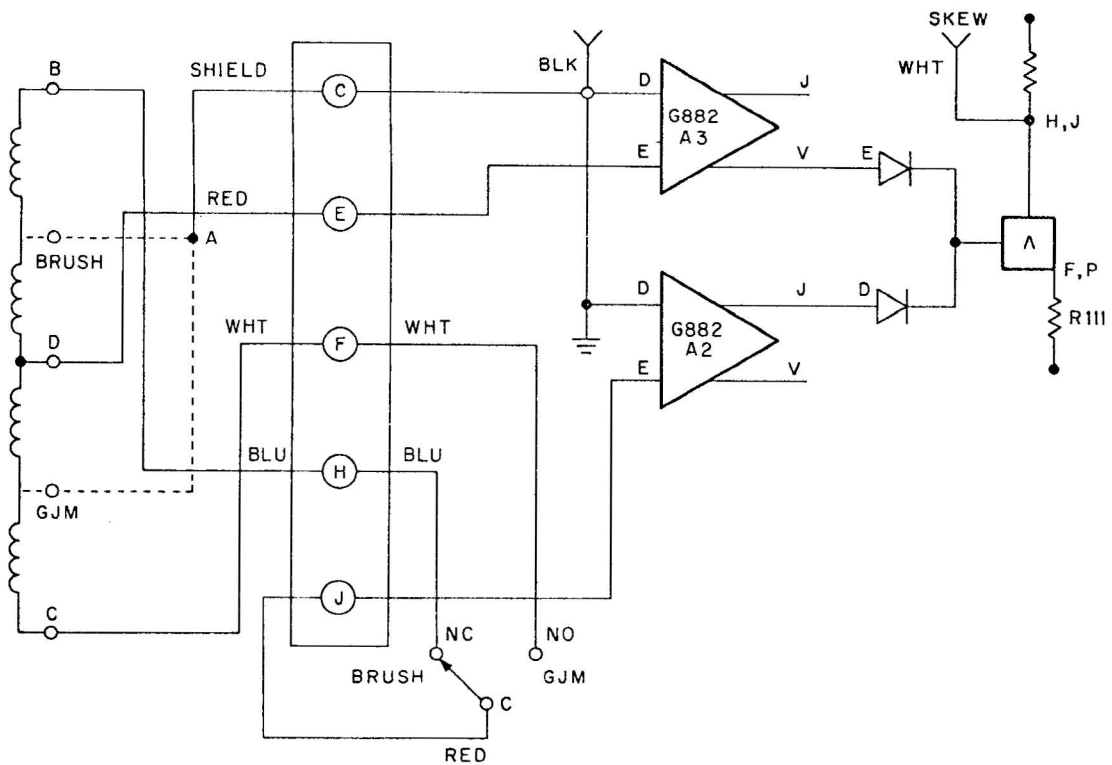 SKEW
B
SHIELD
C
BLK
WHT
D
J
G882
A3
H, J
E
V
E
RED
E
A
BRUSH
Λ
F, P
D
J
D
WHT
F
WHT
G882
A2
R111
D
E
V
BLU
H
BLU
GJM
J
C
NC
NO
BRUSH
GJM
C
RED